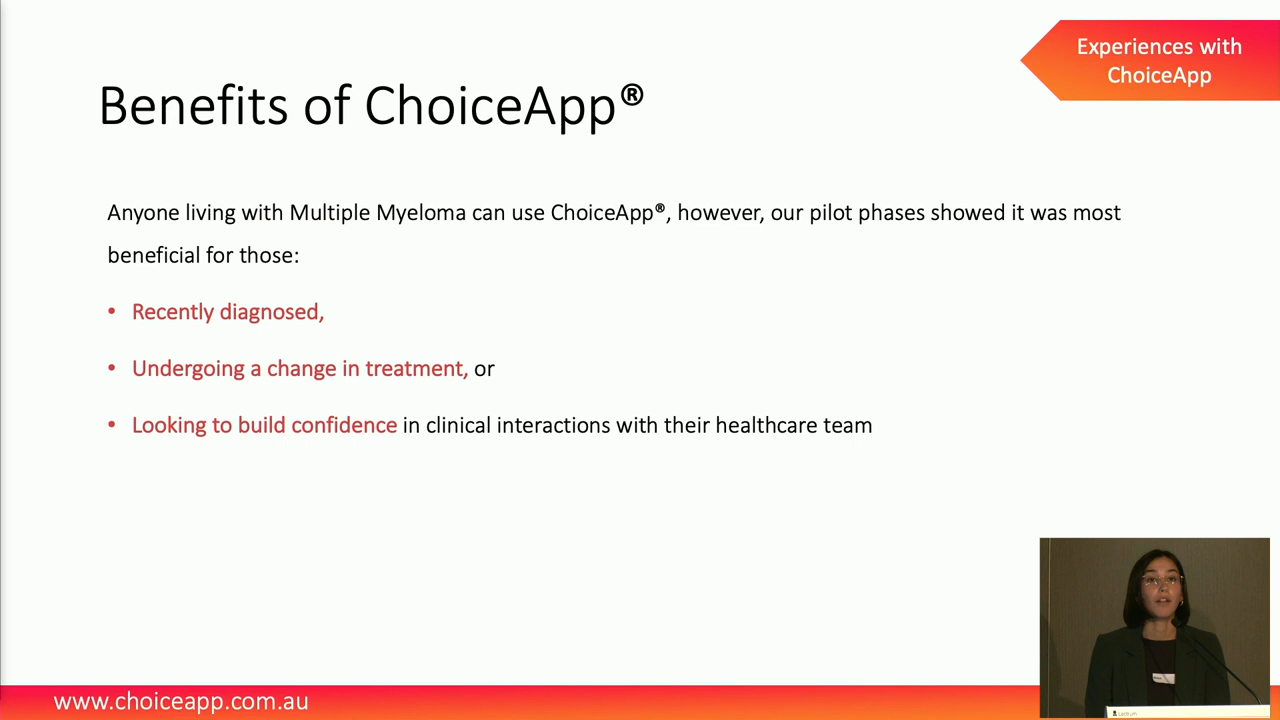 Experiences with
ChoiceApp
Benefits of ChoiceApp®
Anyone living with Multiple Myeloma can use ChoiceApp®, however, our pilot phases showed it was most
beneficial for those:
• Recently diagnosed,
• Undergoing a change in treatment, or
• Looking to build confidence in clinical interactions with their healthcare team
www.choiceapp.com.au